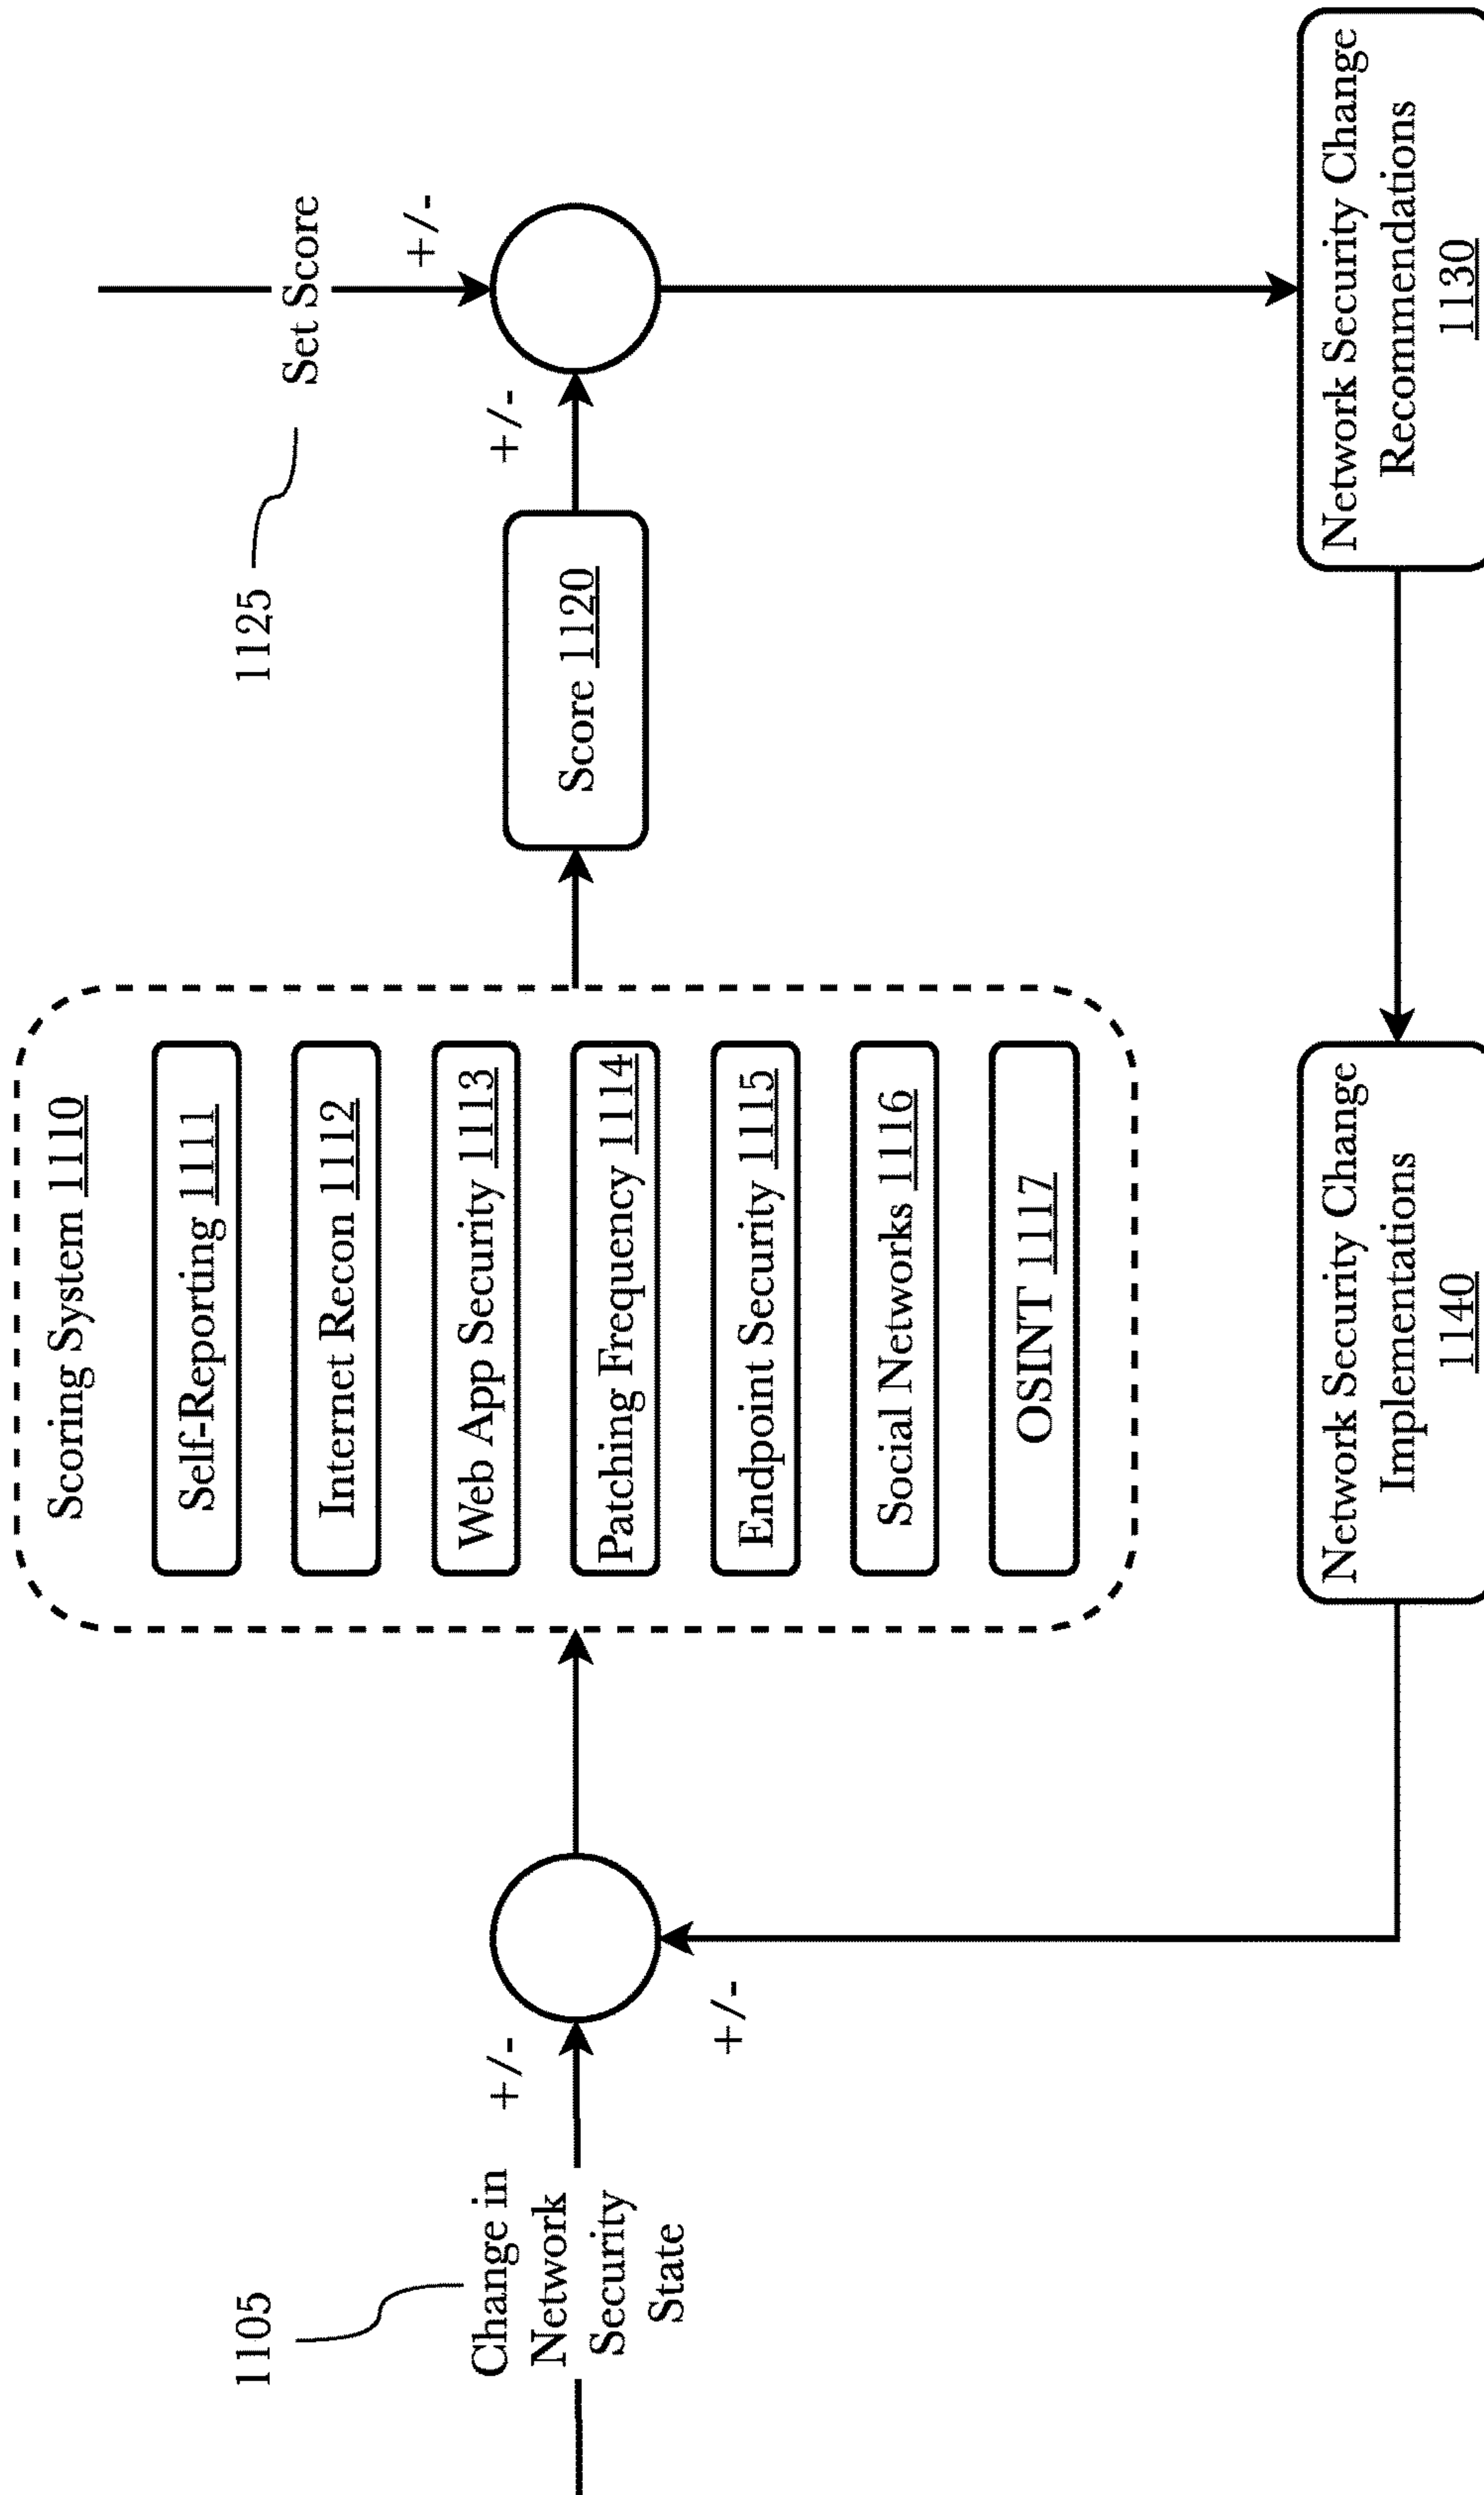 Scoring System 1110
Self-Reporting 1111
Internet Recon 1112
Web App Security 1113
Patching Frequency 1114
Endpoint Security 1115
Social Networks 1116
OSINT 1117
1105
Change in
Network
Security
State
+/-
+/-
Score 1120
+/-
1125
Set Score
+/-
Network Security Change
Implementations
1140
Network Security Change
Recommendations
1130